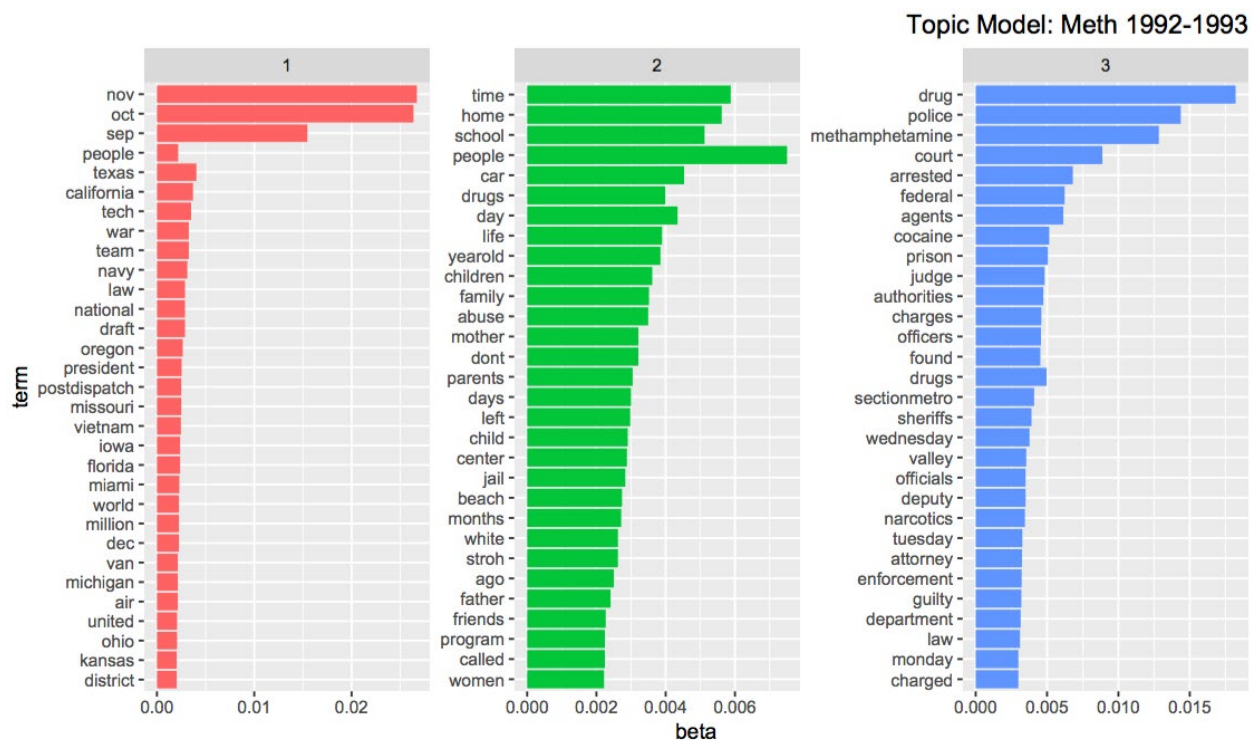 Topic Model: Meth 1992-1993
term
1
nov
oct
sep
people
texas
california
tech
war
team
navy
law
national
draft
oregon
president
postdispatch
missouri
vietnam
iowa
florida
miami
world
million
dec
van
michigan
air
united
ohio
kansas
district
0.00 0.01 0.02
2
time
home
school
people
car
drugs
day
life
yearold
children
family
abuse
mother
dont
parents
days
left
child
center
jail
beach
months
white
stroh
ago
father
friends
program
called
women
0.000 0.002 0.004 0.006
3
drug
police
methamphetamine
court
arrested
federal
agents
cocaine
prison
judge
authorities
charges
officers
found
drugs
sectionmetro
sheriffs
wednesday
valley
officials
deputy
narcotics
tuesday
attorney
enforcement
guilty
department
law
monday
charged
0.000 0.005 0.010 0.015
beta